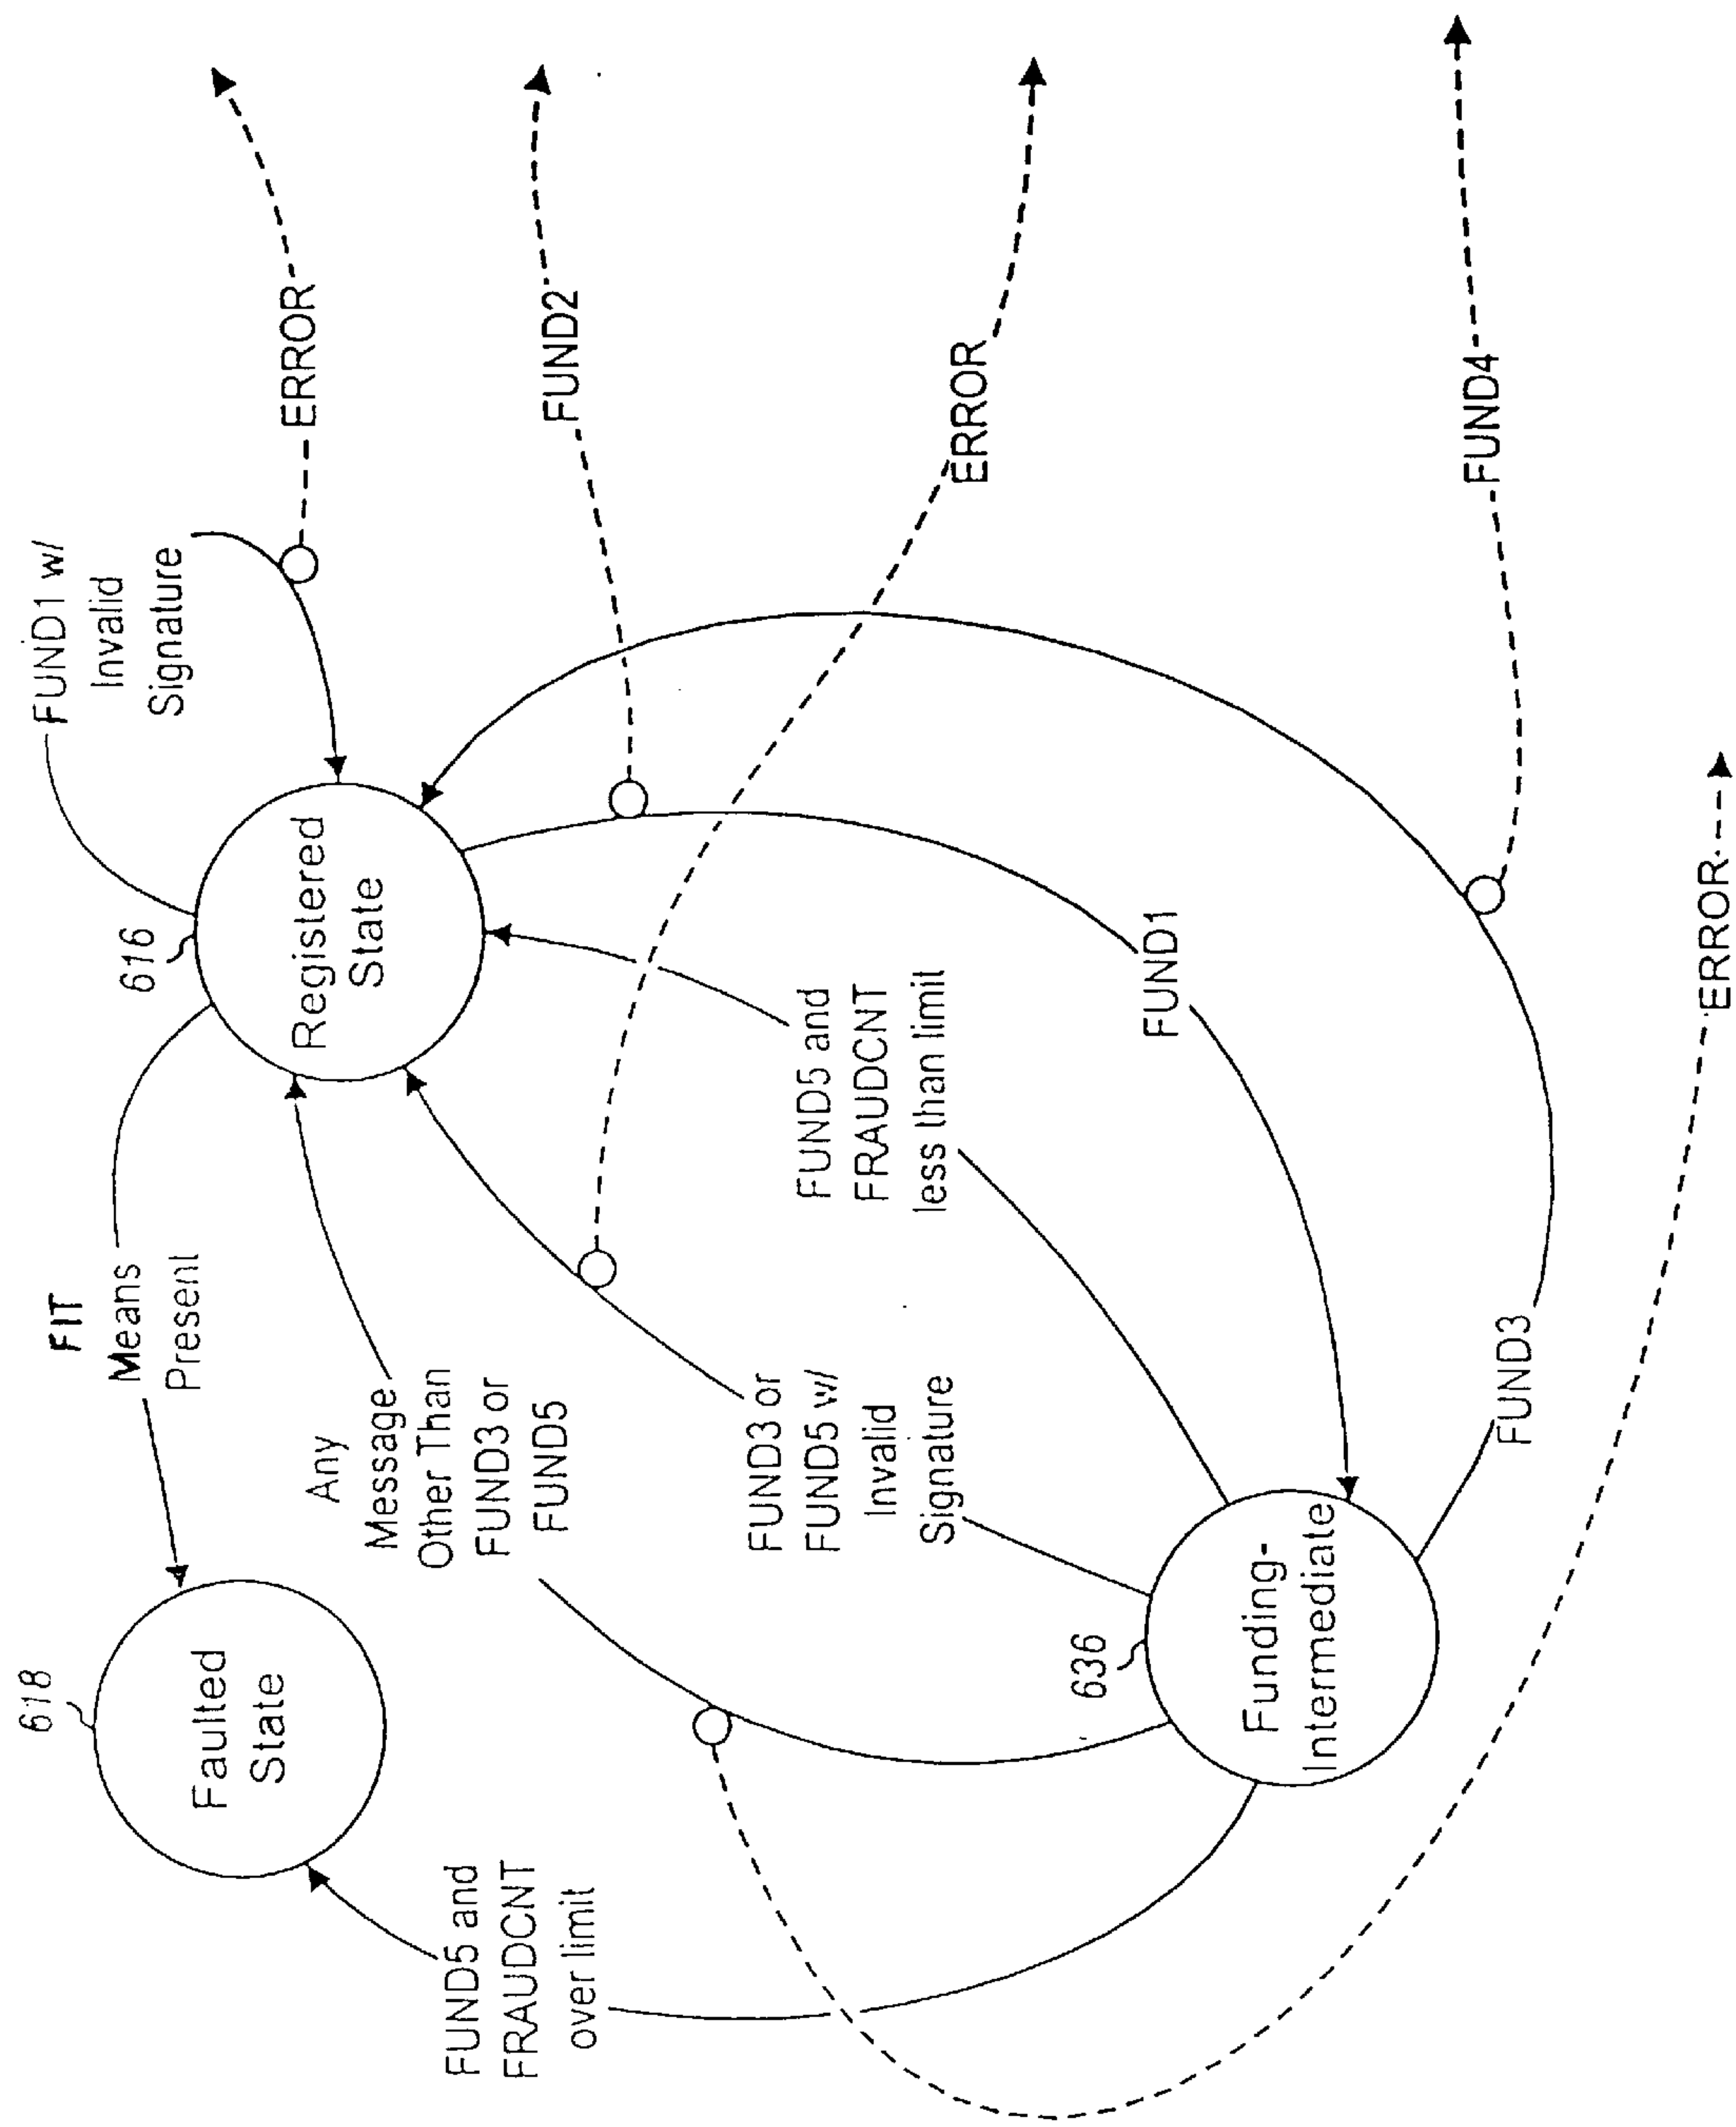 618
Faulted
State
FIT
Means
Present
616
Registered
State
FUND1 w/
Invalid
Signature
ERROR
FUND2
ERROR
FUND4
ERROR
Any
Message
Other Than
FUND3 or
FUND5
FUND3 or
FUND5 w/
Invalid
Signature
FUND5 and
FRAUDCNT
less than limit
FUND1
FUND3
FUND5 and
FRAUDCNT
over limit
636
Funding-
Intermediate
ERROR